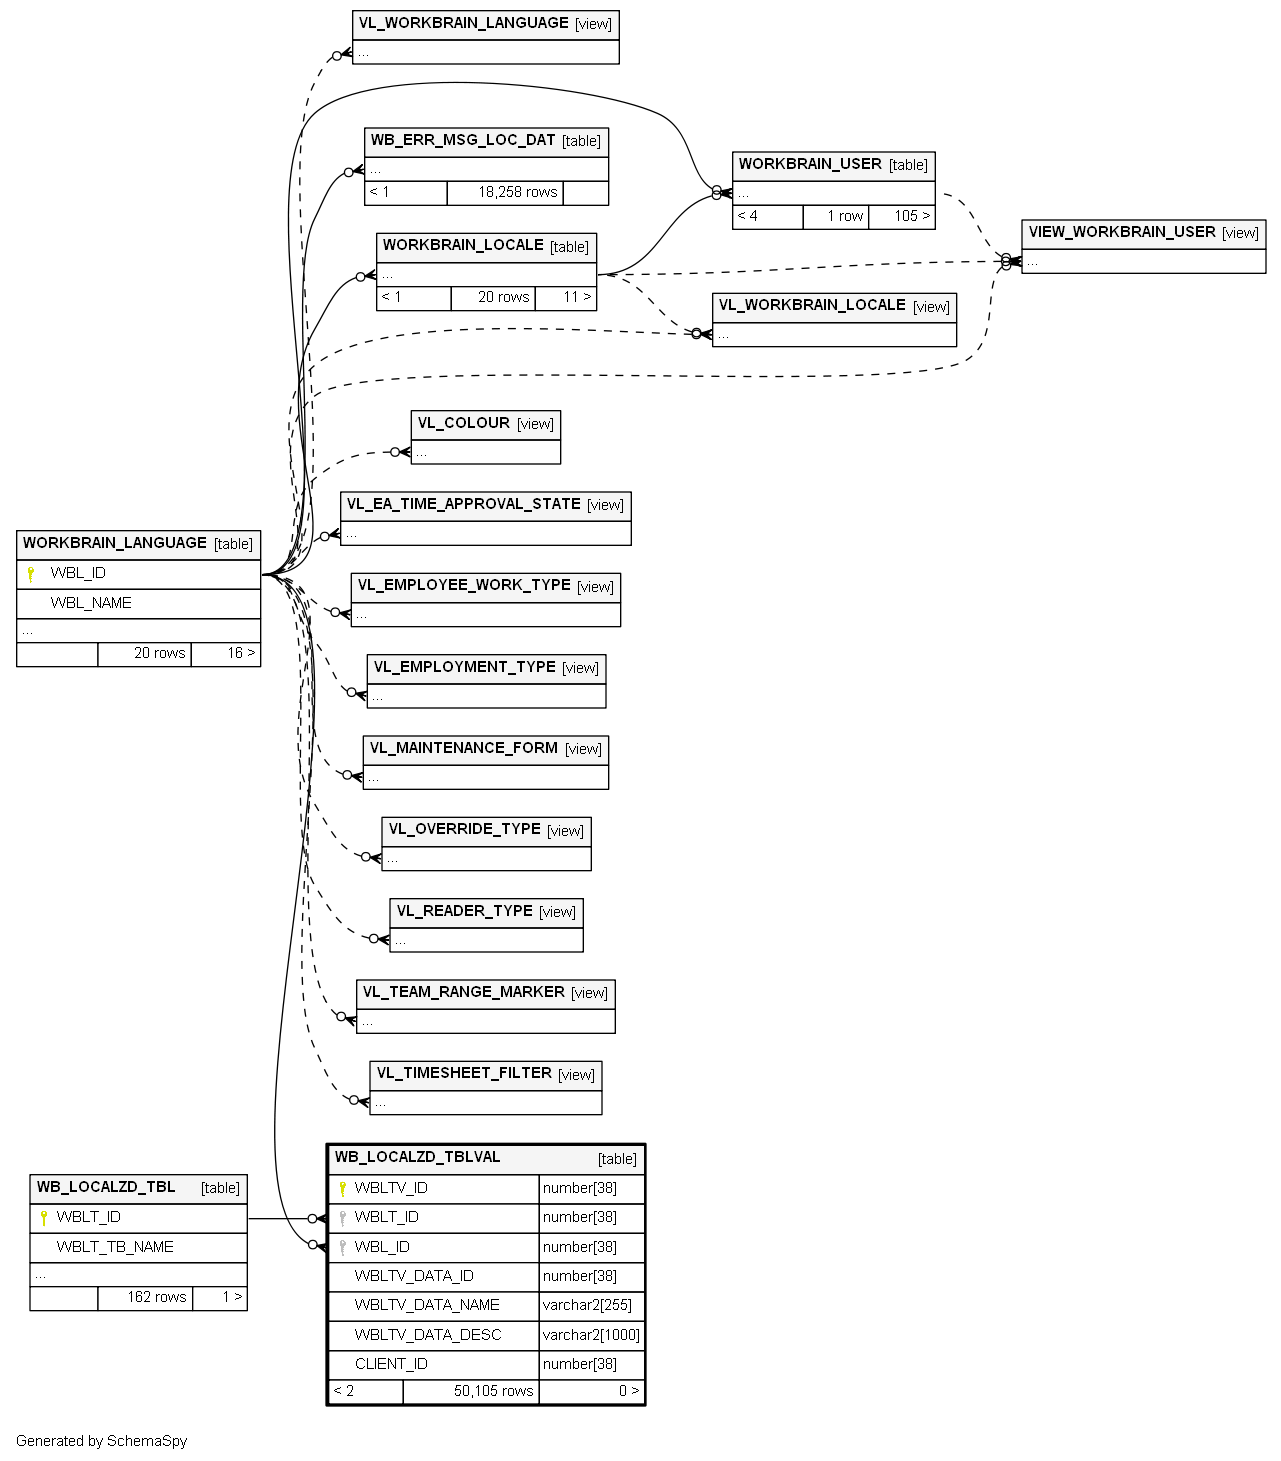 VL_WORKBRAIN_LANGUAGE [view]
...
WB_ERR_MSG_LOC_DAT [table]
...
< 1 18,258 rows
WORKBRAIN_USER [table]
...
< 4 1 row 105 >
WORKBRAIN_LOCALE [table]
...
< 1 20 rows 11 >
VIEW_WORKBRAIN_USER [view]
...
VL_WORKBRAIN_LOCALE [view]
...
VL_COLOUR [view]
...
VL_EA_TIME_APPROVAL_STATE [view]
...
WORKBRAIN_LANGUAGE [table]
WBL_ID
WBL_NAME
...
20 rows 16 >
VL_EMPLOYEE_WORK_TYPE [view]
...
VL_EMPLOYMENT_TYPE [view]
...
VL_MAINTENANCE_FORM [view]
...
VL_OVERRIDE_TYPE [view]
...
VL_READER_TYPE [view]
...
VL_TEAM_RANGE_MARKER [view]
...
VL_TIMESHEET_FILTER [view]
...
WB_LOCALZD_TBL [table]
WBLT_ID
WBLT_TB_NAME
...
162 rows 1 >
WB_LOCALZD_TBLVAL [table]
WBLTV_ID number[38]
WBLT_ID number[38]
WBL_ID number[38]
WBLTV_DATA_ID number[38]
WBLTV_DATA_NAME varchar2[255]
WBLTV_DATA_DESC varchar2[1000]
CLIENT_ID number[38]
< 2 50,105 rows 0 >
Generated by SchemaSpy